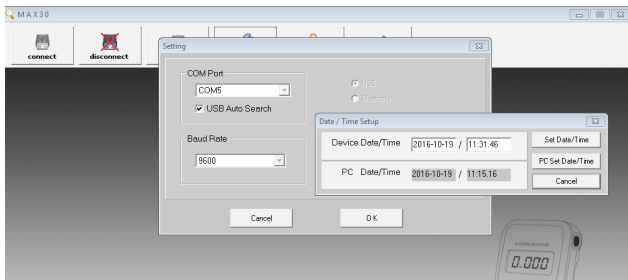 MAX30
connect
disconnect
Setting
COM Port
COM5
USB Auto Search
USB
Baud Rate
9600
Cancel
OK
Date / Time Setup
Device Date/Time 2016-10-19 / 11:31.46
Set Date/Time
PC Set Date/Time
PC Date/Time 2016-10-19 / 11:15.16
Cancel
0.000